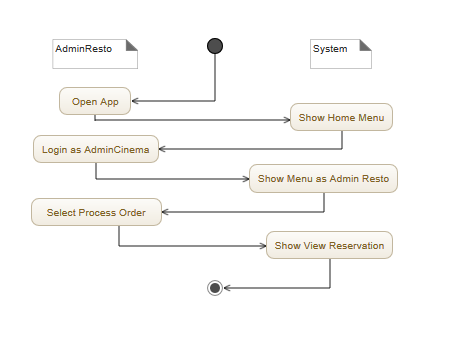 AdminResto
System
Open App
Show Home Menu
Login as AdminCinema
Show Menu as Admin Resto
Select Process Order
Show View Reservation